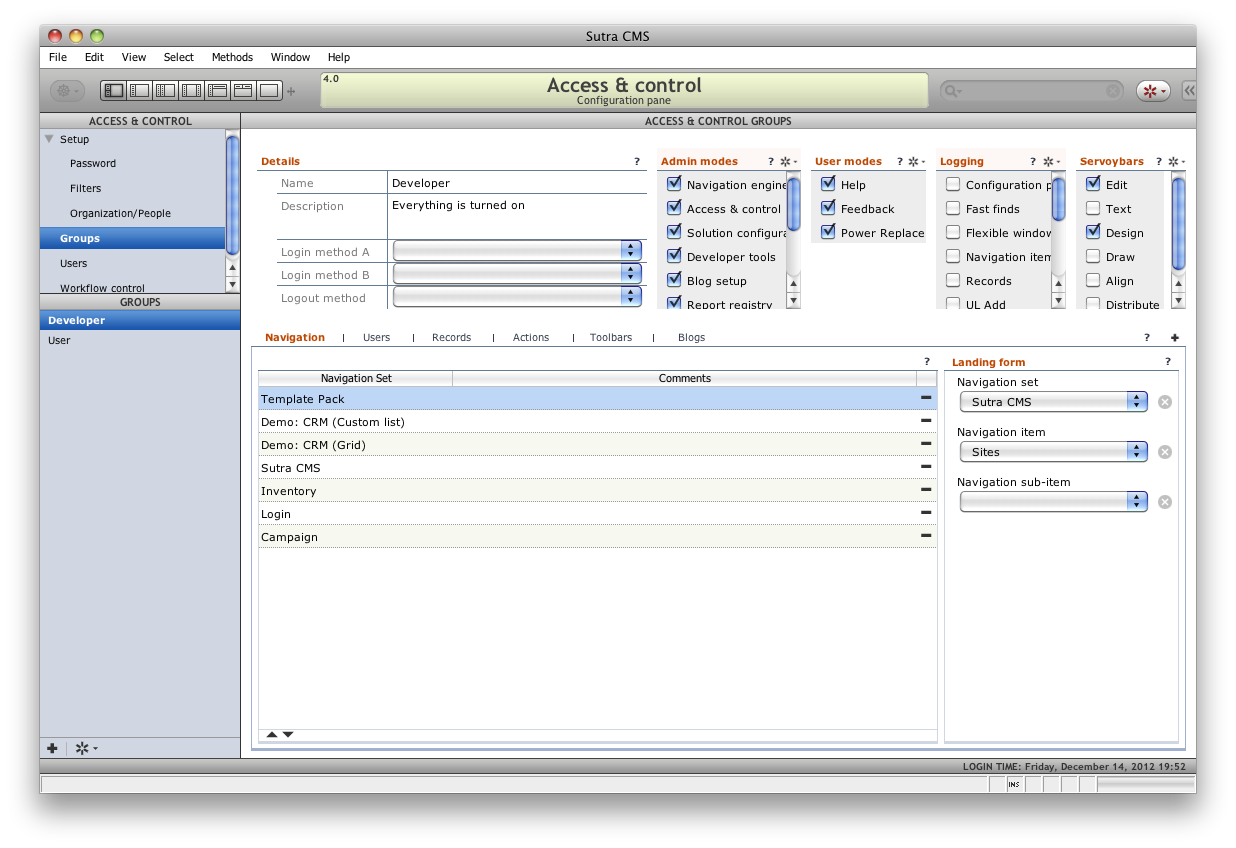 Sutra CMS
File Edit View Select Methods Window Help
4.0
Access & control
Configuration pane
ACCESS & CONTROL
Setup
Password
Filters
Organization/People
Groups
Users
Workflow control
GROUPS
Developer
User
ACCESS & CONTROL GROUPS
Details ?
Name Developer
Description Everything is turned on
Login method A
Login method B
Logout method
Admin modes ?
Navigation engine
Access & control
Solution configura
Developer tools
Blog setup
Report registry
User modes ?
Help
Feedback
Power Replace
Logging ?
Configuration p
Fast finds
Flexible window
Navigation item
Records
UL Add
Servoybars ?
Edit
Text
Design
Draw
Align
Distribute
Navigation | Users | Records | Actions | Toolbars | Blogs ? +
?
Navigation Set Comments
Template Pack
Demo: CRM (Custom list)
Demo: CRM (Grid)
Sutra CMS
Inventory
Login
Campaign
Landing form ?
Navigation set
Sutra CMS
Navigation item
Sites
Navigation sub-item
LOGIN TIME: Friday, December 14, 2012 19:52
INS